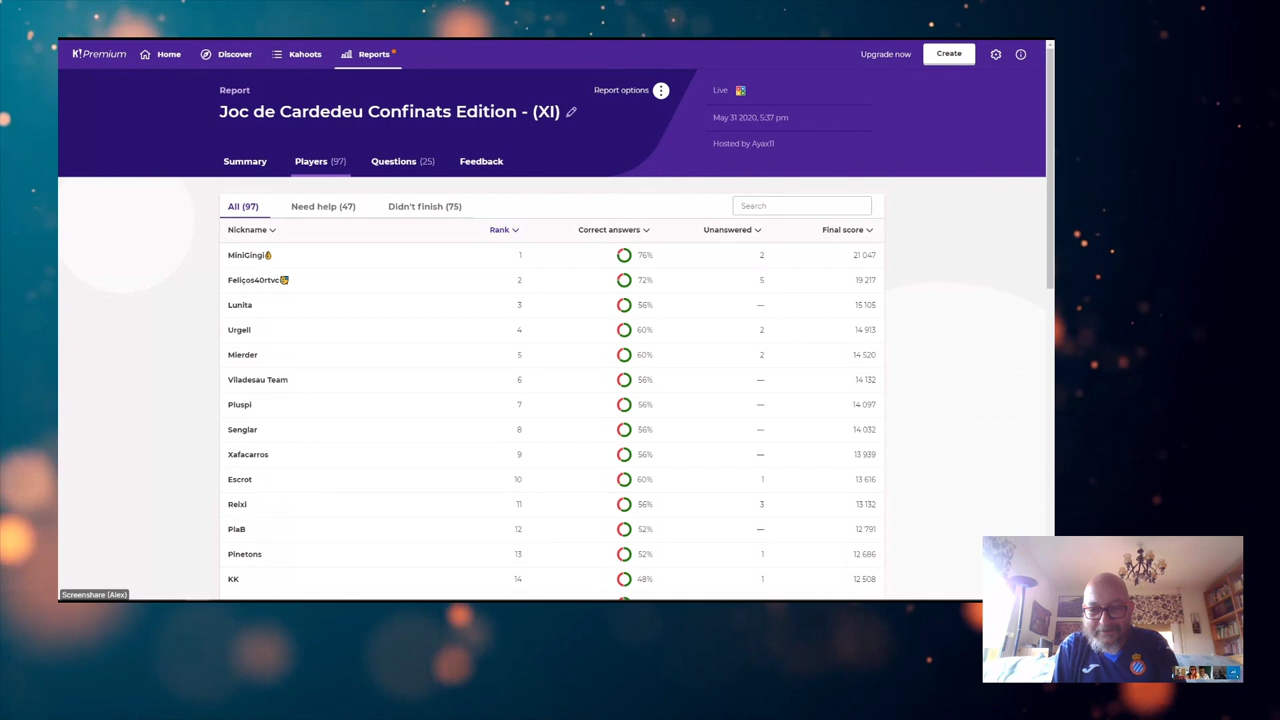 K! Premium Home Discover Kahoots Reports Upgrade now Create
Report
Report options
Live
Joc de Cardedeu Confinats Edition - (XI)
May 31 2020, 5:37 pm
Hosted by Ayax11
Summary Players (97) Questions (25) Feedback
All (97) Need help (47) Didn't finish (75) Search
Nickname Rank Correct answers Unanswered Final score
MiniGingi 1 76% 2 21 047
Feliços40rtvc 2 72% 5 19 217
Lunita 3 56% — 15 105
Urgell 4 60% 2 14 913
Mierder 5 60% 2 14 520
Viladesau Team 6 56% — 14 132
Pluspi 7 56% — 14 097
Senglar 8 56% — 14 032
Xafacarros 9 56% — 13 939
Escrot 10 60% 1 13 616
Reixi 11 56% 3 13 132
PlaB 12 52% — 12 791
Pinetons 13 52% 1 12 686
KK 14 48% 1 12 508
Screenshare (Alex)